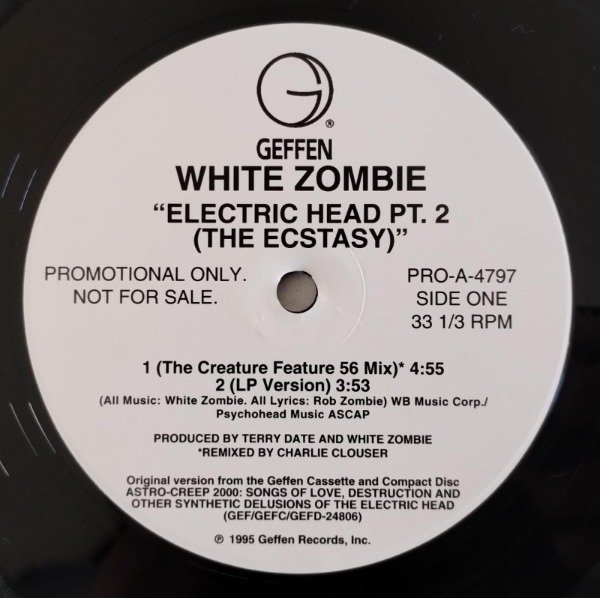 GEFFEN
WHITE ZOMBIE
“ELECTRIC HEAD PT. 2
(THE ECSTASY)”
PROMOTIONAL ONLY.
NOT FOR SALE.
PRO-A-4797
SIDE ONE
33 1/3 RPM
1 (The Creature Feature 56 Mix)* 4:55
2 (LP Version) 3:53
(All Music: White Zombie. All Lyrics: Rob Zombie) WB Music Corp./
Psychohead Music ASCAP
PRODUCED BY TERRY DATE AND WHITE ZOMBIE
*REMIXED BY CHARLIE CLOUSER
Original version from the Geffen Cassette and Compact Disc
ASTRO-CREEP 2000: SONGS OF LOVE, DESTRUCTION AND
OTHER SYNTHETIC DELUSIONS OF THE ELECTRIC HEAD
(GEF/GEFC/GEFD-24806)
℗ 1995 Geffen Records, Inc.